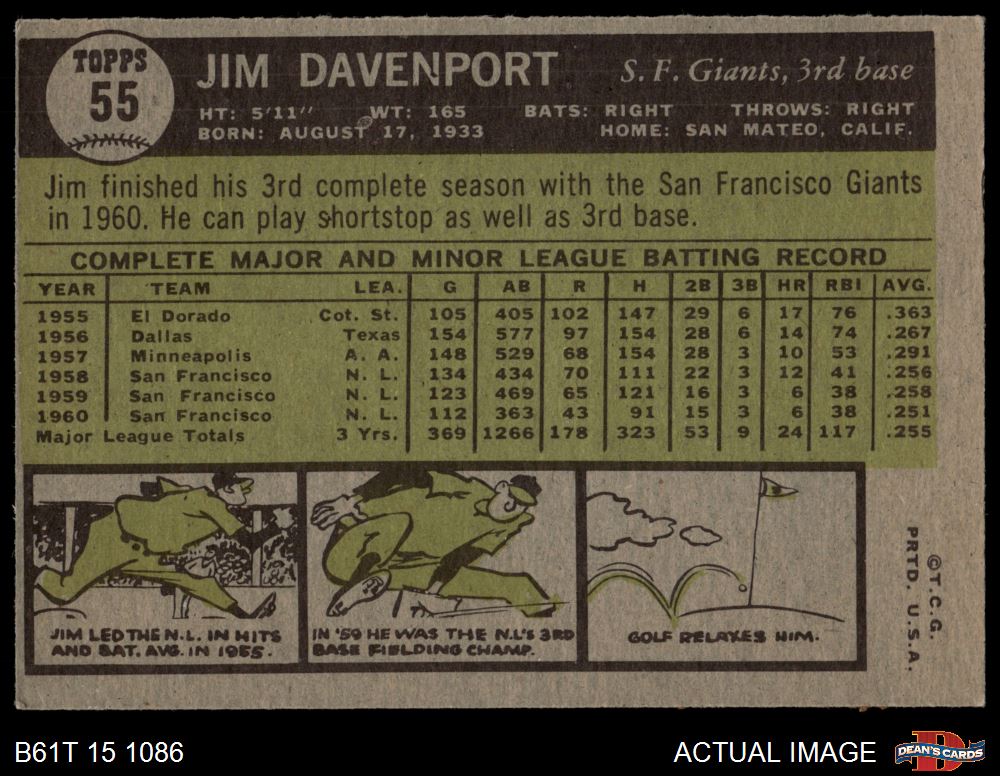 TOPPS
55
JIM DAVENPORT
S. F. Giants, 3rd base
HT: 5'11" WT: 165 BATS: RIGHT THROWS: RIGHT
BORN: AUGUST 17, 1933 HOME: SAN MATEO, CALIF.
Jim finished his 3rd complete season with the San Francisco Giants
in 1960. He can play shortstop as well as 3rd base.
COMPLETE MAJOR AND MINOR LEAGUE BATTING RECORD
YEAR TEAM LEA. G AB R H 2B 3B HR RBI AVG.
1955 El Dorado Cot. St. 105 405 102 147 29 6 17 76 .363
1956 Dallas Texas 154 577 97 154 28 6 14 74 .267
1957 Minneapolis A. A. 148 529 68 154 28 3 10 53 .291
1958 San Francisco N. L. 134 434 70 111 22 3 12 41 .256
1959 San Francisco N. L. 123 469 65 121 16 3 6 38 .258
1960 San Francisco N. L. 112 363 43 91 15 3 6 38 .251
Major League Totals 3 Yrs. 369 1266 178 323 53 9 24 117 .255
JIM LED THE N.L. IN HITS
AND BAT. AVG. IN 1955.
IN '59 HE WAS THE N.L'S 3RD
BASE FIELDING CHAMP.
GOLF RELAXES HIM.
©T.C.G.
PRTD. U.S.A.
B61T 15 1086
ACTUAL IMAGE
D
DEAN'S CARDS